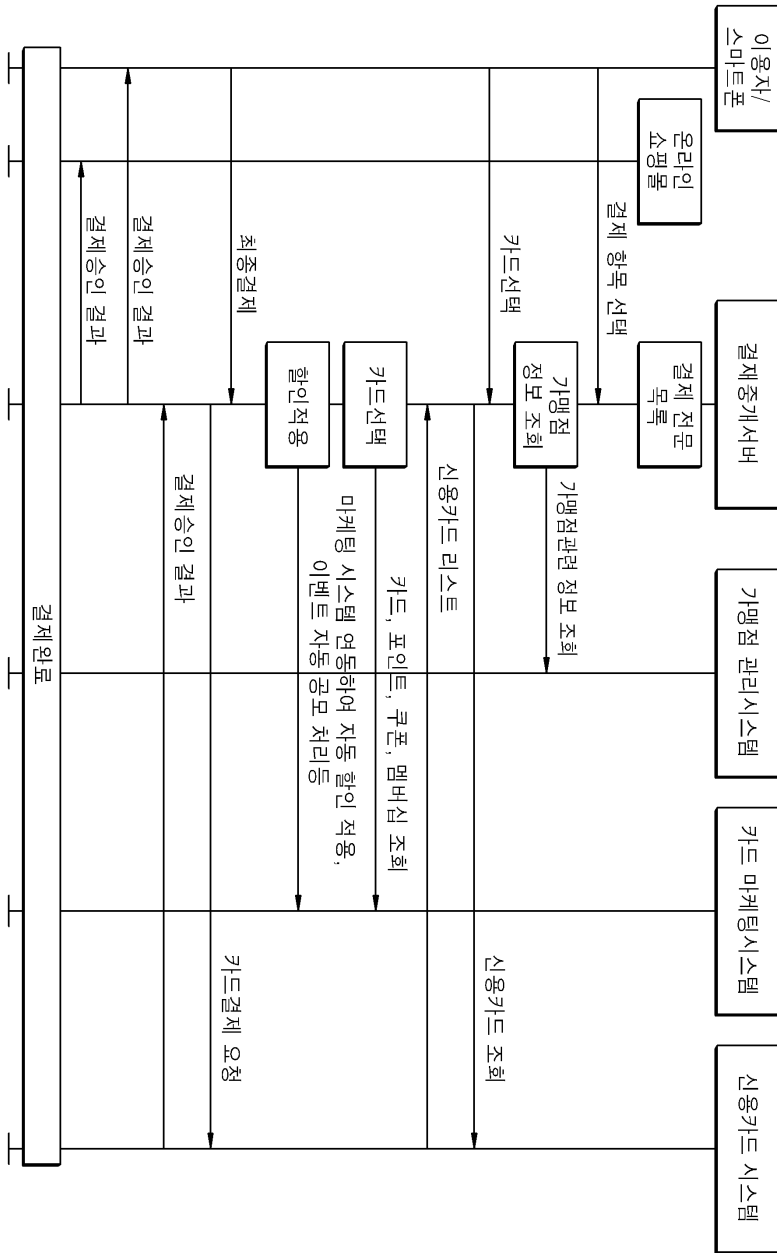 이용자/
스마트폰
온라인
쇼핑몰
결재중개서버
가맹점 관리시스템
카드 마케팅시스템
신용카드 시스템
결제 전문
목록
결제 항목 선택
가맹점
정보 조회
가맹점관련 정보 조회
카드선택
신용카드 조회
신용카드 리스트
카드선택
카드, 포인트, 쿠폰, 멤버십 조회
할인적용
마케팅 시스템 연동하여 자동 할인 적용,
이벤트 자동 공모 처리등
최종결제
카드결제 요청
결제승인 결과
결제승인 결과
결제승인 결과
결제완료